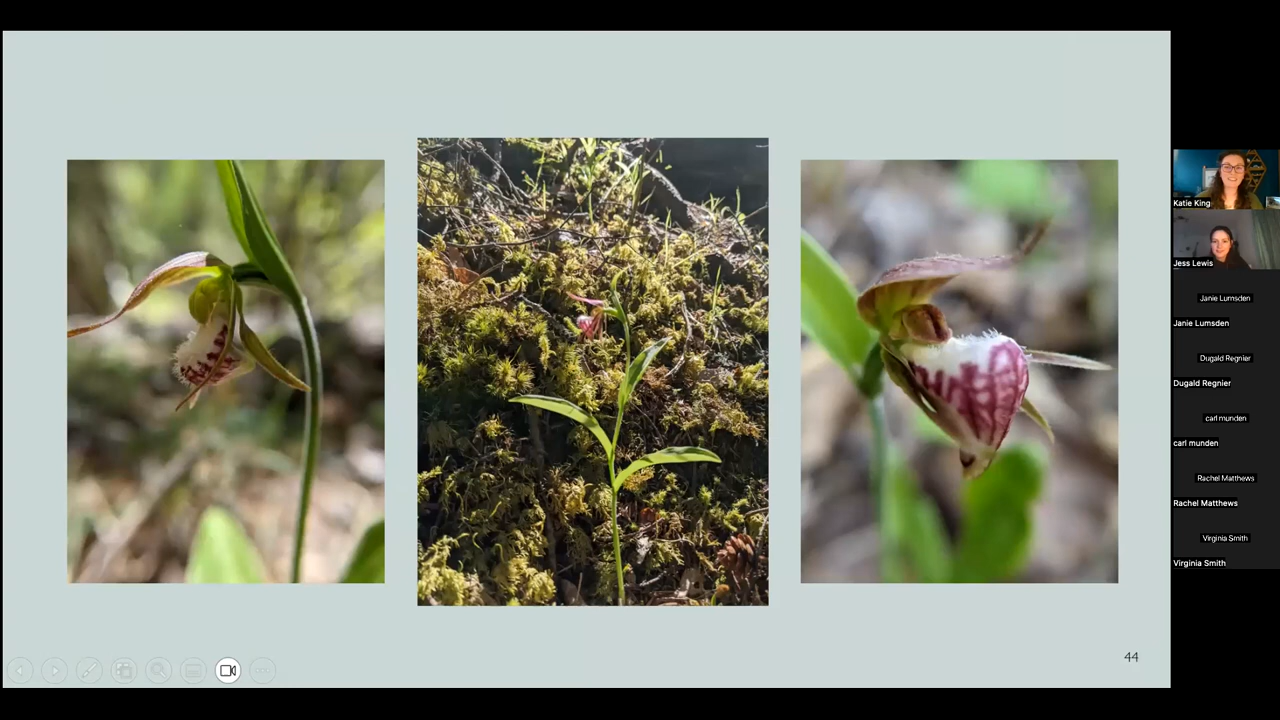 44
Katie King
Jess Lewis
Janie Lumsden
Janie Lumsden
Dugald Regnier
Dugald Regnier
carl munden
carl munden
Rachel Matthews
Rachel Matthews
Virginia Smith
Virginia Smith